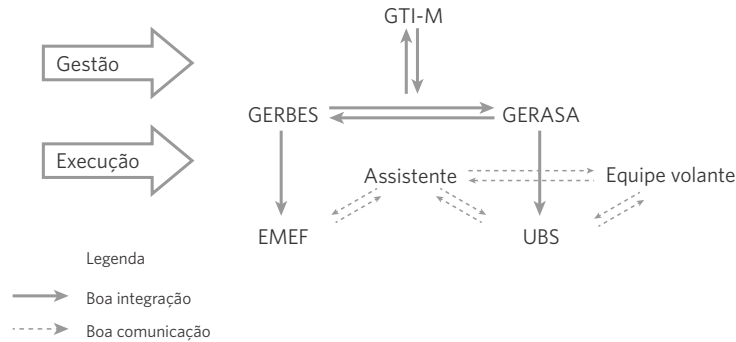 GTI-M
Gestão
GERBES
GERASA
Execução
Assistente
Equipe volante
EMEF
UBS
Legenda
Boa integração
Boa comunicação